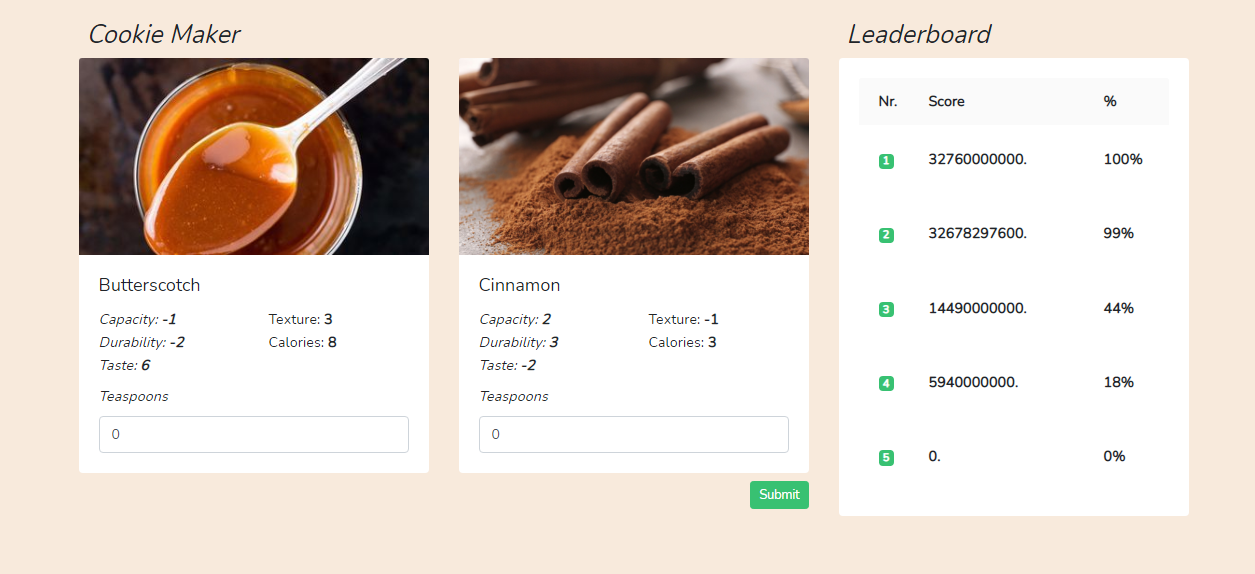 Cookie Maker
Butterscotch
Capacity: -1
Texture: 3
Durability: -2
Calories: 8
Taste: 6
Teaspoons
0
Cinnamon
Capacity: 2
Texture: -1
Durability: 3
Calories: 3
Taste: -2
Teaspoons
0
Submit
Leaderboard
Nr. Score %
1 32760000000. 100%
2 32678297600. 99%
3 14490000000. 44%
4 5940000000. 18%
5 0. 0%